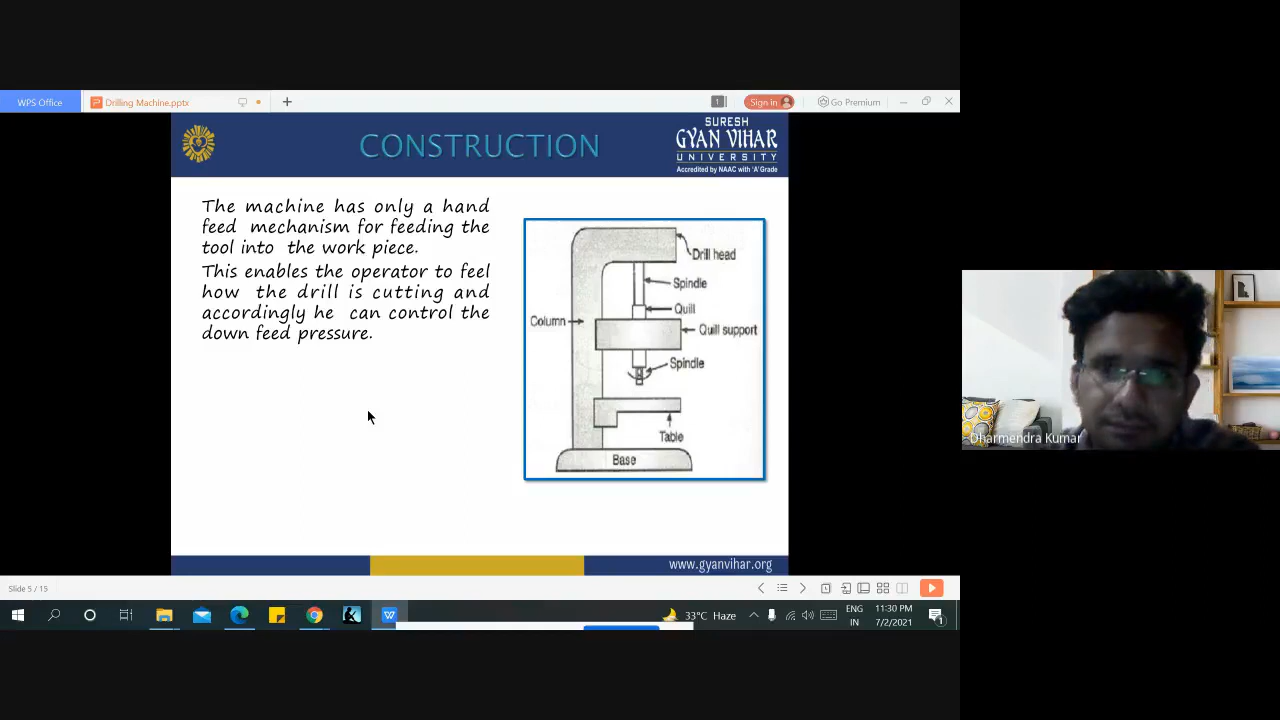 WPS Office
Drilling Machine.pptx
1
Sign in
Go Premium
CONSTRUCTION
SURESH
GYAN VIHAR
UNIVERSITY
Accredited by NAAC with 'A' Grade
The machine has only a hand
feed mechanism for feeding the
tool into the work piece.
This enables the operator to feel
how the drill is cutting and
accordingly he can control the
down feed pressure.
Drill head
Spindle
Quill
Column
Quill support
Spindle
Table
Base
www.gyanvihar.org
Dharmendra Kumar
Slide 5 / 15
33°C Haze
ENG
IN
11:30 PM
7/2/2021
1